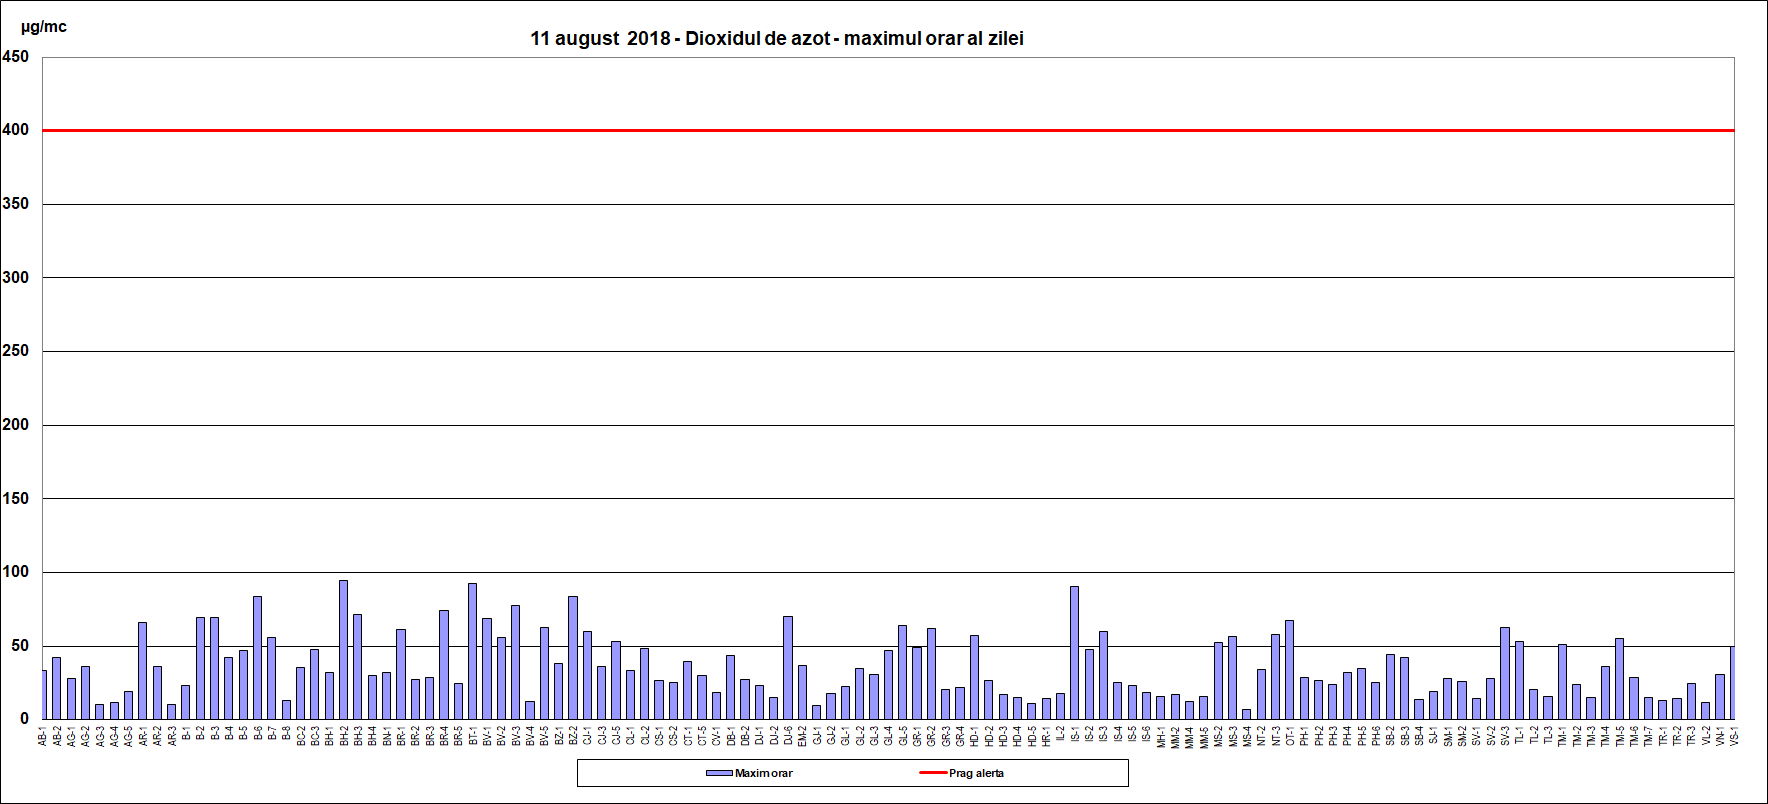 µg/mc
11 august 2018 - Dioxidul de azot - maximul orar al zilei
450
400
350
300
250
200
150
100
50
0
AB-1 AB-2 AG-1 AG-2 AG-3 AG-4 AG-5 AR-1 AR-2 AR-3 B-1 B-2 B-3 B-4 B-5 B-6 B-7 B-8 BC-2 BC-3 BH-1 BH-2 BH-3 BH-4 BN-1 BR-1 BR-2 BR-3 BR-4 BR-5 BT-1 BV-1 BV-2 BV-3 BV-4 BV-5 BZ-1 BZ-2 CJ-1 CJ-3 CJ-5 CL-1 CL-2 CS-1 CS-2 CT-1 CT-5 CV-1 DB-1 DB-2 DJ-1 DJ-2 DJ-6 EM-2 GJ-1 GJ-2 GL-1 GL-2 GL-3 GL-4 GL-5 GR-1 GR-2 GR-3 GR-4 HD-1 HD-2 HD-3 HD-4 HD-5 HR-1 IL-2 IS-1 IS-2 IS-3 IS-4 IS-5 IS-6 MH-1 MM-2 MM-4 MM-5 MS-2 MS-3 MS-4 NT-2 NT-3 OT-1 PH-1 PH-2 PH-3 PH-4 PH-5 PH-6 SB-2 SB-3 SB-4 SJ-1 SM-1 SM-2 SV-1 SV-2 SV-3 TL-1 TL-2 TL-3 TM-1 TM-2 TM-3 TM-4 TM-5 TM-6 TM-7 TR-1 TR-2 TR-3 VL-2 VN-1 VS-1
Maxim orar Prag alerta